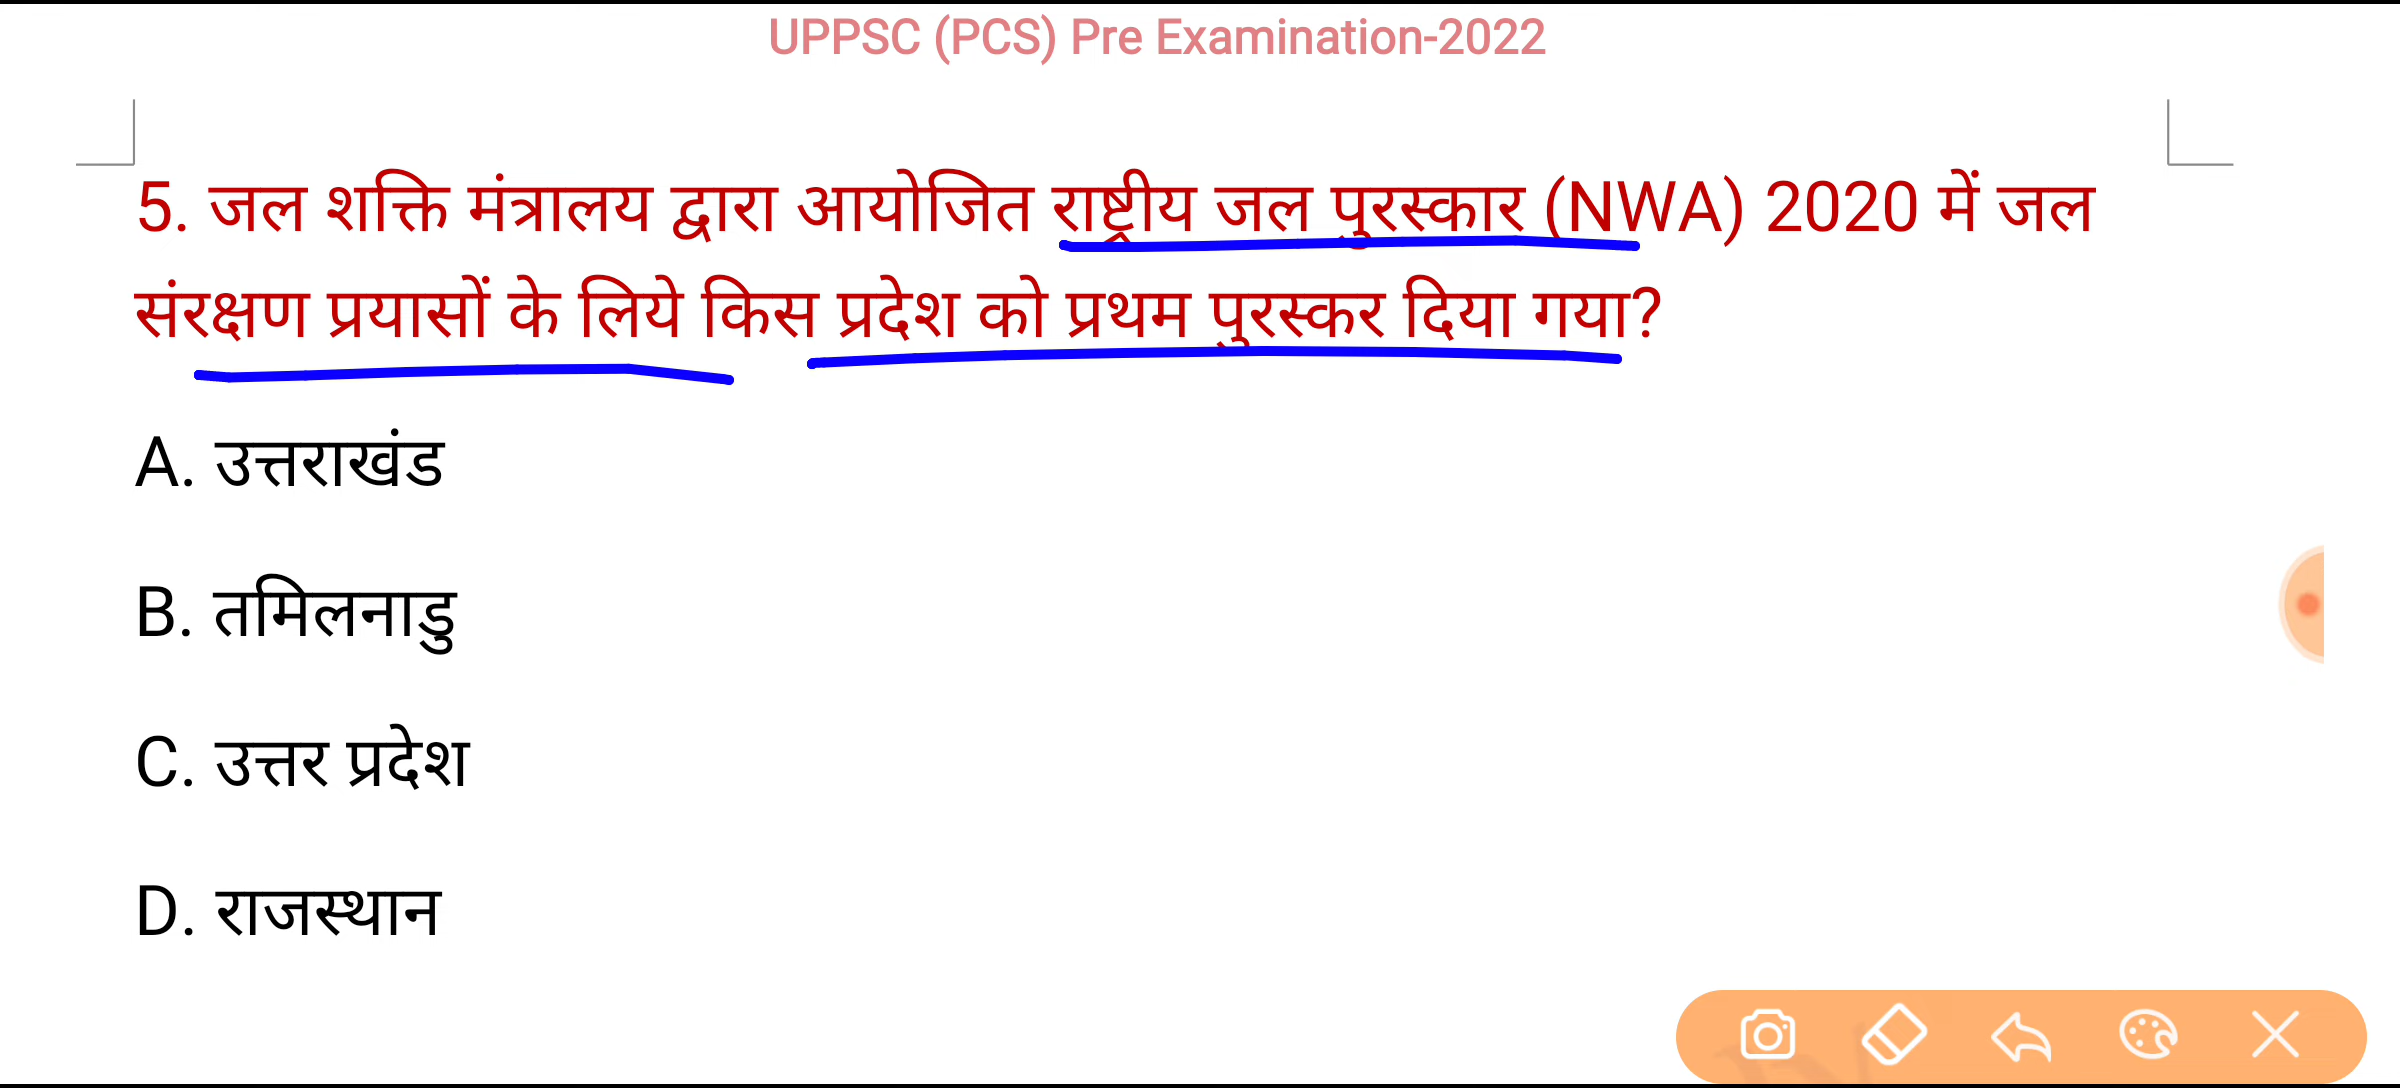 UPPSC (PCS) Pre Examination-2022
5. जल शक्ति मंत्रालय द्वारा आयोजित राष्ट्रीय जल पुरस्कार (NWA) 2020 में जल
संरक्षण प्रयासों के लिये किस प्रदेश को प्रथम पुरस्कर दिया गया?
A. उत्तराखंड
B. तमिलनाडु
C. उत्तर प्रदेश
D. राजस्थान